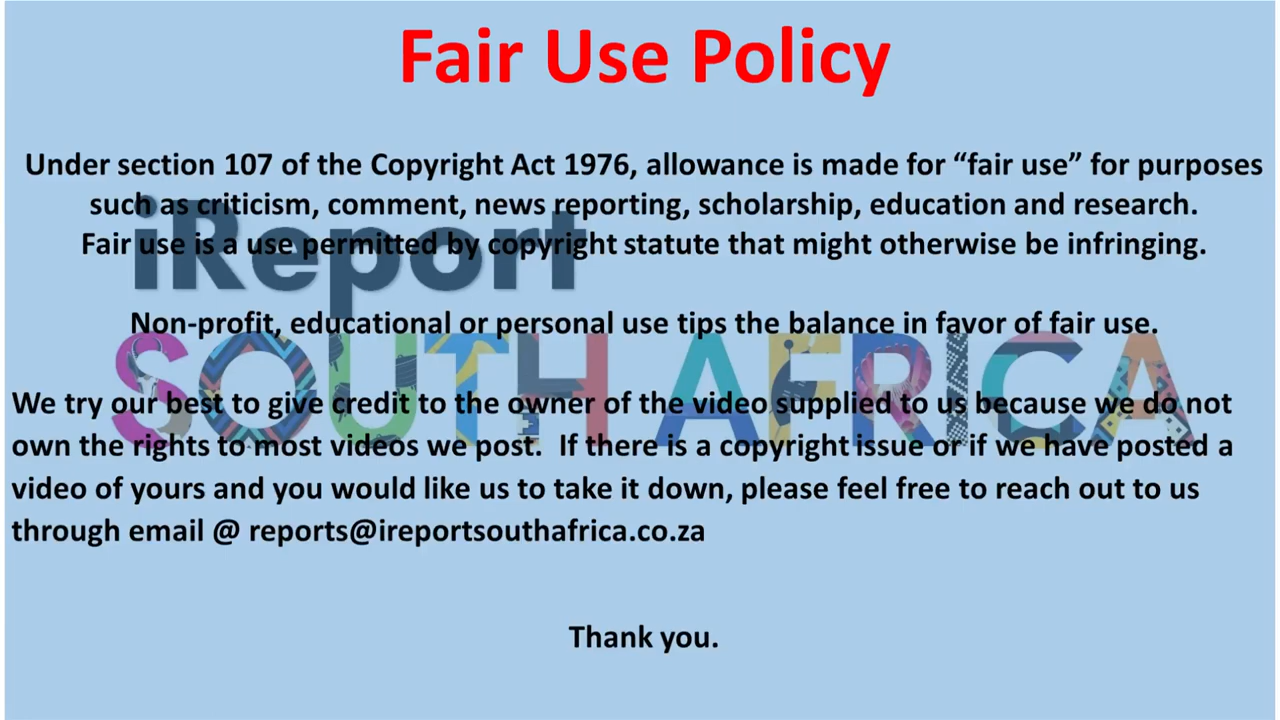 Fair Use Policy
Under section 107 of the Copyright Act 1976, allowance is made for “fair use” for purposes
such as criticism, comment, news reporting, scholarship, education and research.
Fair use is a use permitted by copyright statute that might otherwise be infringing.
iReport
Non-profit, educational or personal use tips the balance in favor of fair use.
SOUTH AFRICA
We try our best to give credit to the owner of the video supplied to us because we do not
own the rights to most videos we post.  If there is a copyright issue or if we have posted a
video of yours and you would like us to take it down, please feel free to reach out to us
through email @ reports@ireportsouthafrica.co.za
Thank you.